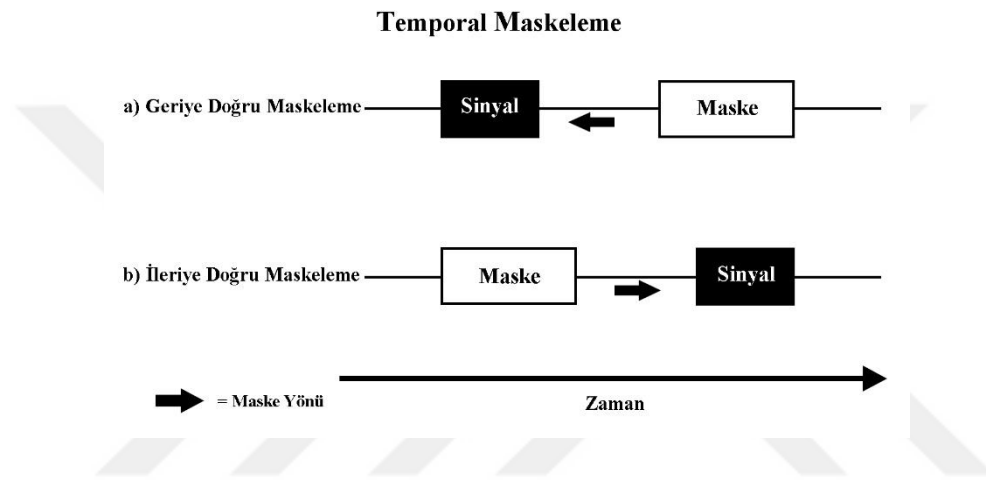 Temporal Maskeleme
a) Geriye Doğru Maskeleme Sinyal Maske
b) İleriye Doğru Maskeleme Maske Sinyal
= Maske Yönü Zaman